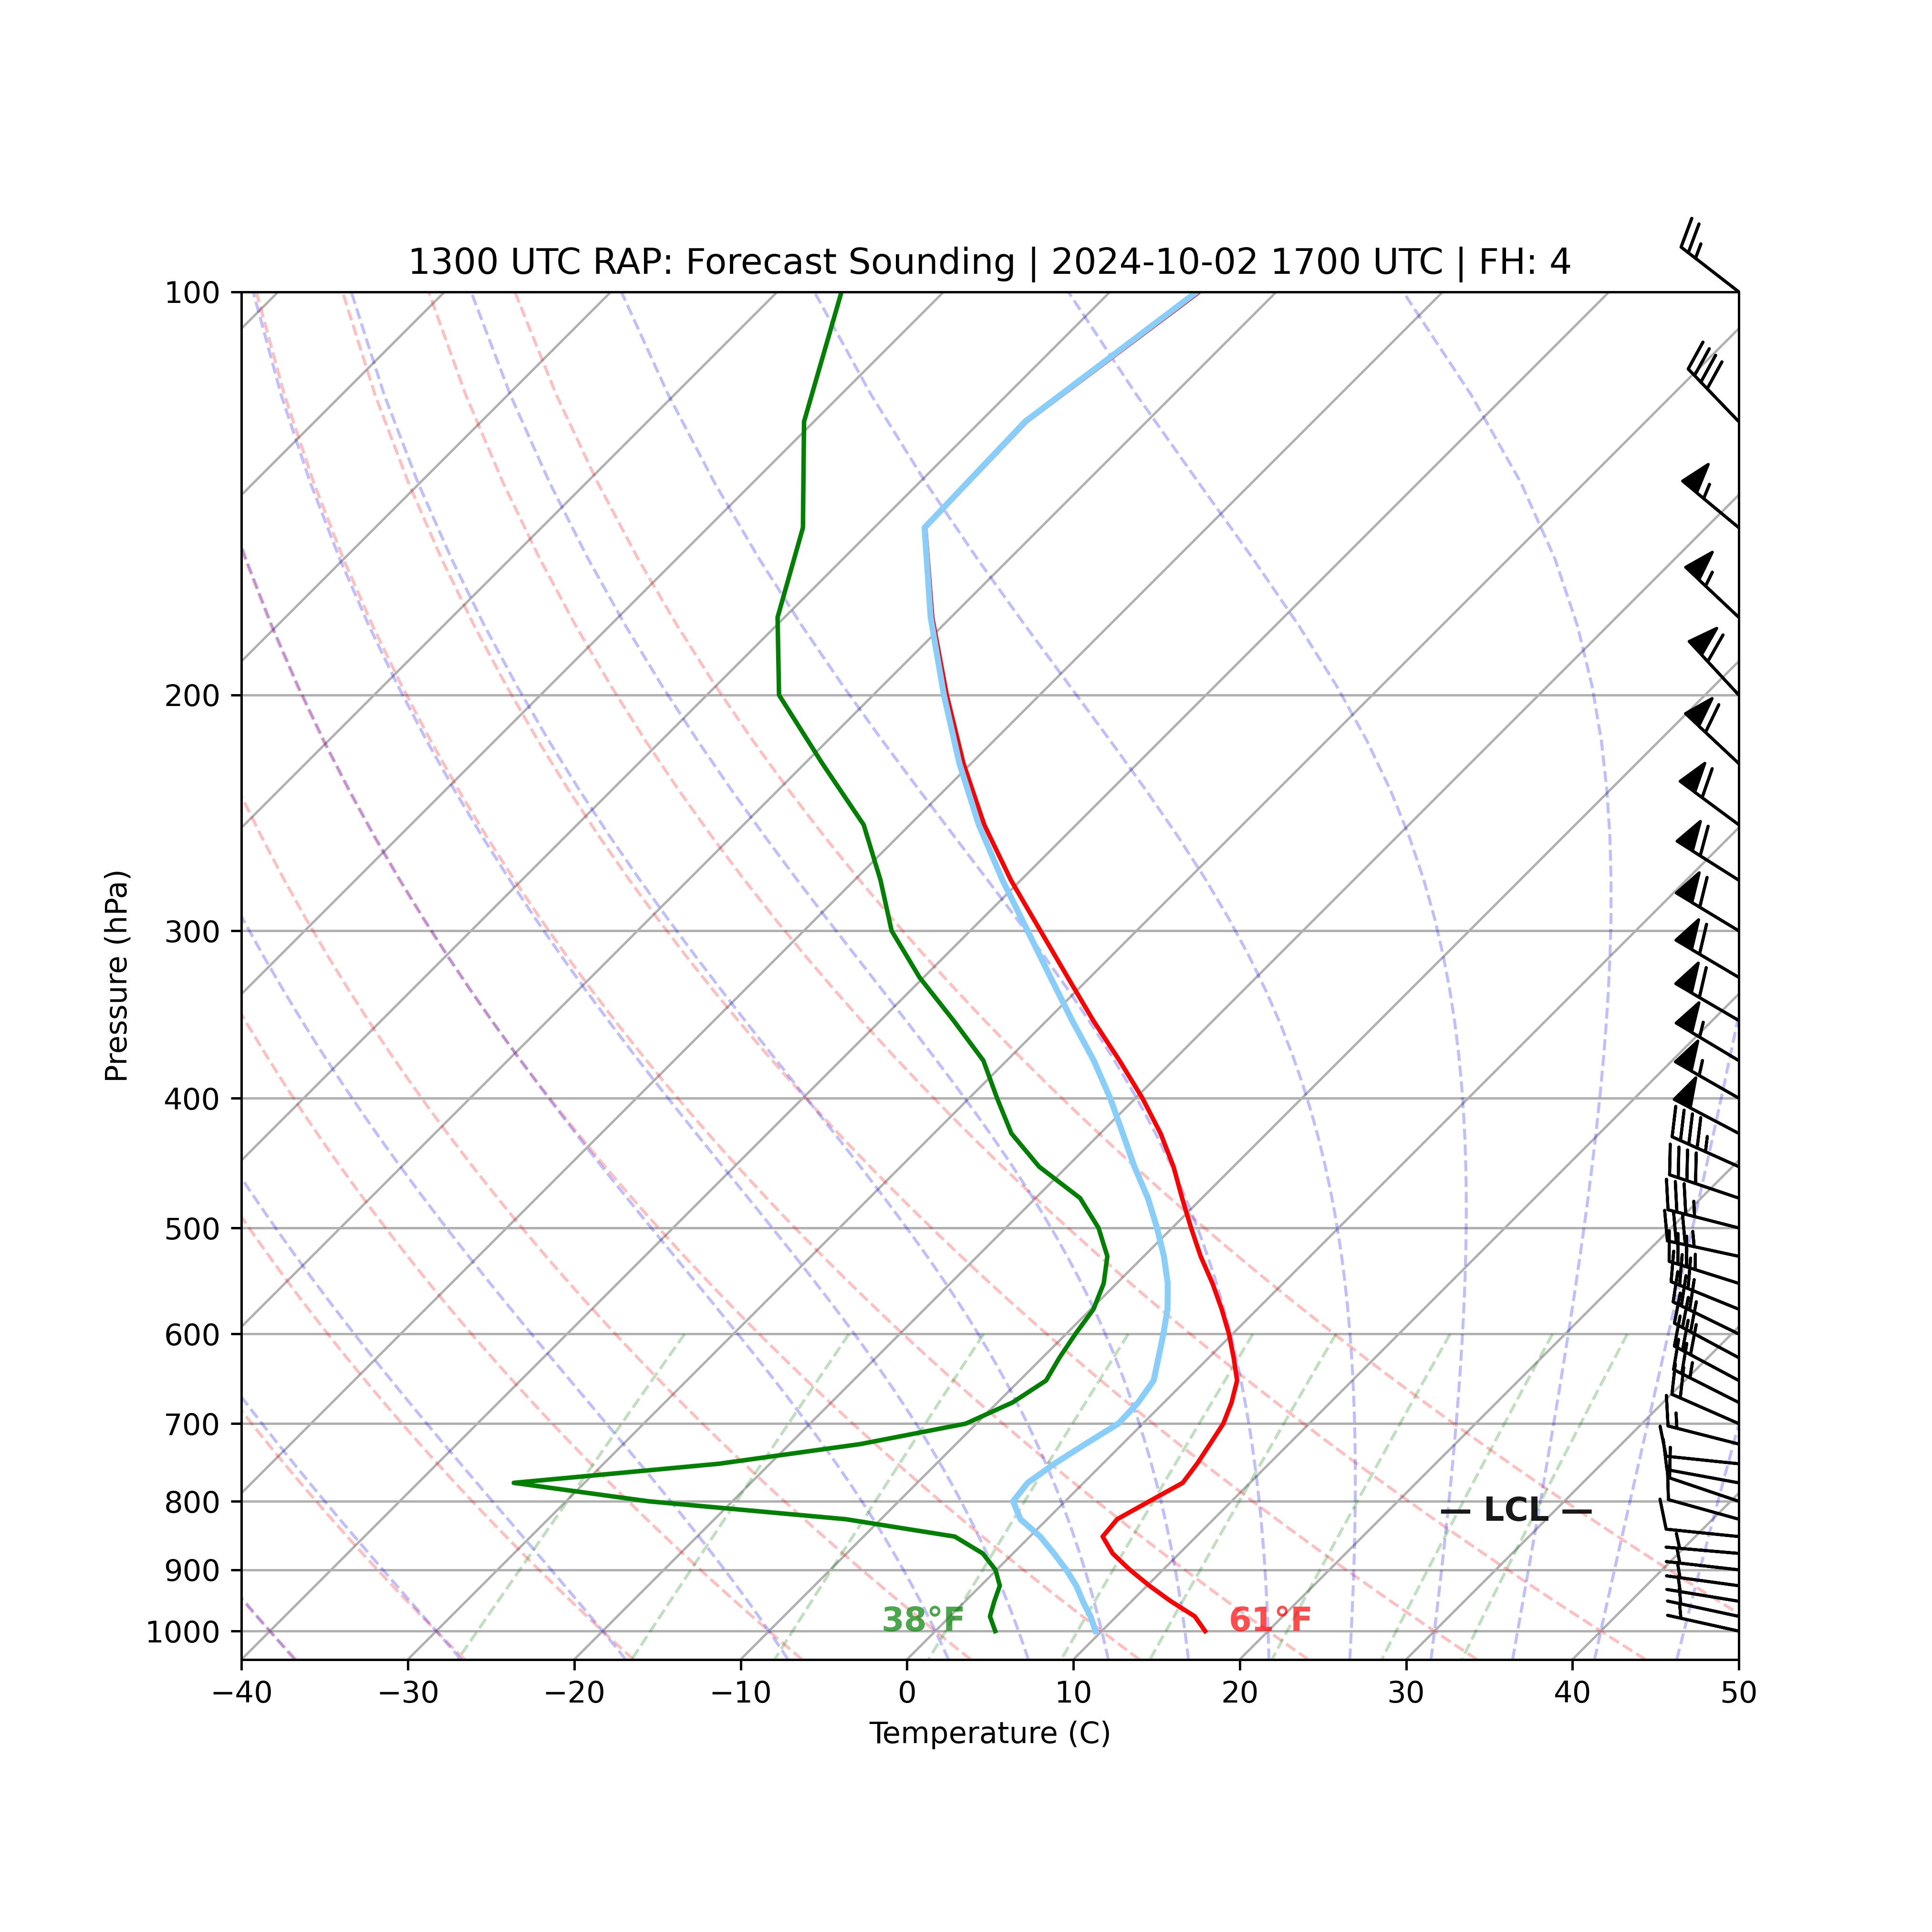 1300 UTC RAP: Forecast Sounding | 2024-10-02 1700 UTC | FH: 4
100
200
300
400
500
600
700
800
900
1000
Pressure (hPa)
— LCL —
38°F
61°F
−40 −30 −20 −10 0 10 20 30 40 50
Temperature (C)